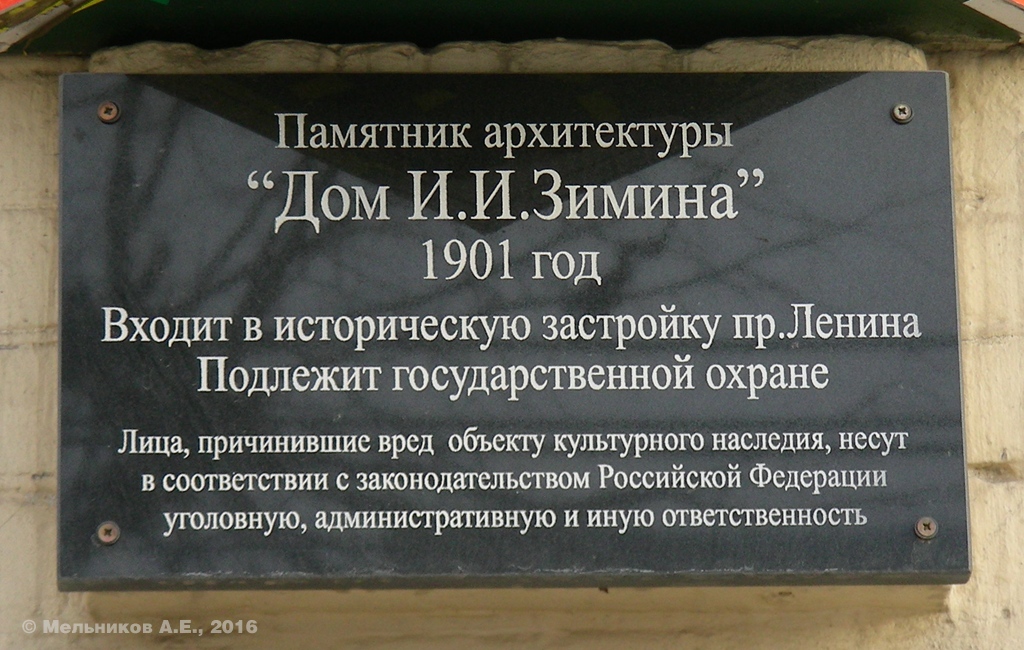 Памятник архитектуры
“Дом И.И.Зимина”
1901 год
Входит в историческую застройку пр.Ленина
Подлежит государственной охране
Лица, причинившие вред объекту культурного наследия, несут
в соответствии с законодательством Российской Федерации
уголовную, административную и иную ответственность
© Мельников А.Е., 2016